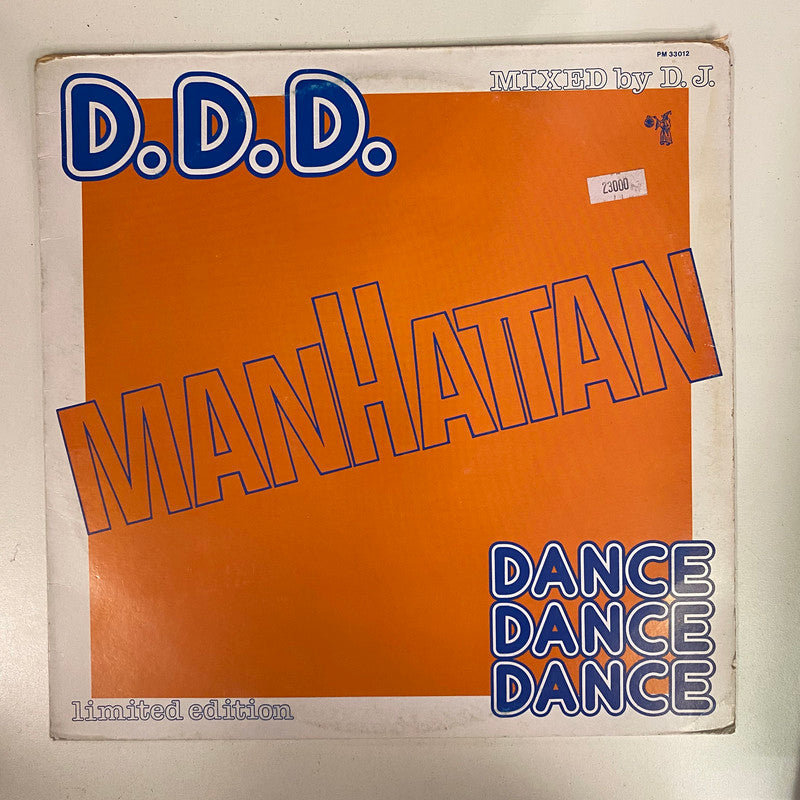 PM 33012
D.D.D.
MIXED by D.J.
23000
MANHATTAN
DANCE
DANCE
DANCE
limited edition